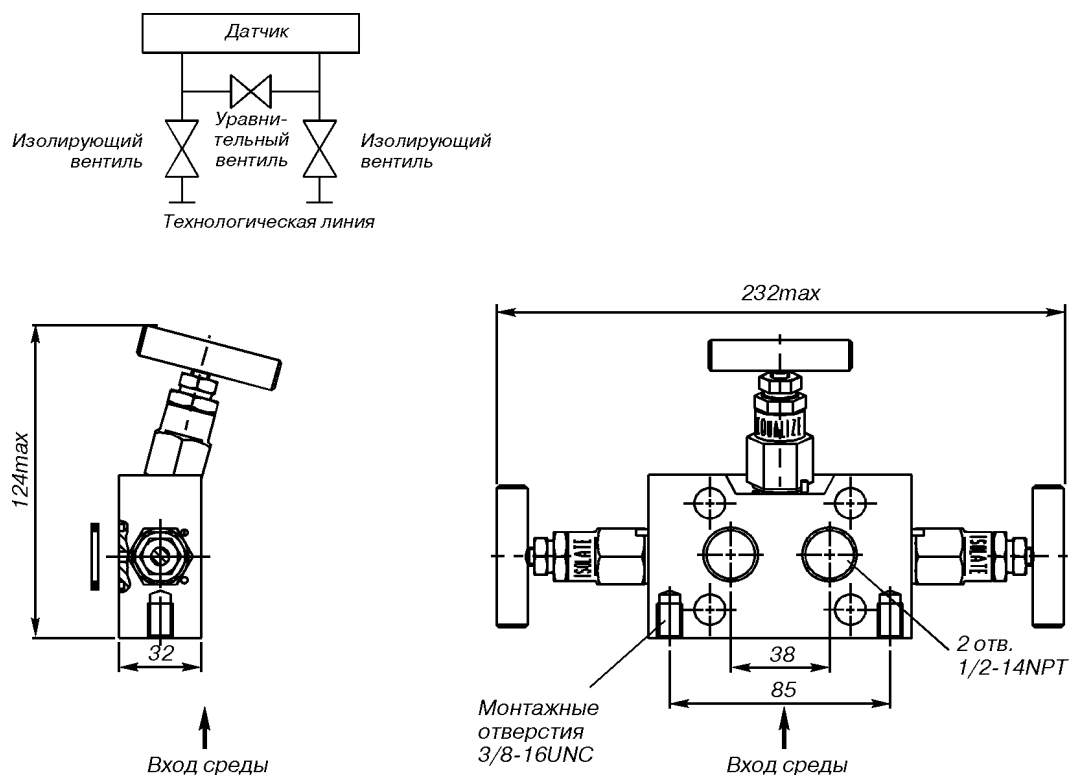 Датчик
Уравни-
тельный
вентиль
Изолирующий
вентиль
Изолирующий
вентиль
Технологическая линия
124max
32
Вход среды
232max
EQUALIZE
ISOLATE
ISOLATE
38
85
2 отв.
1/2-14NPT
Монтажные
отверстия
3/8-16UNC
Вход среды